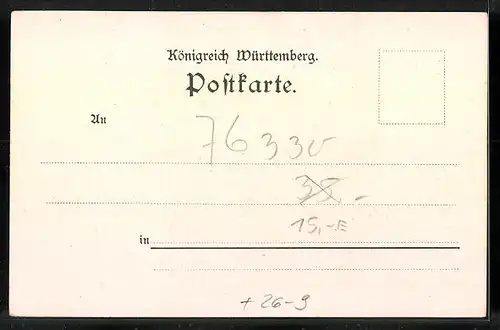 Königreich Württemberg.
Postkarte.
An
76330
38.-
15,-E
in
+ 26-9